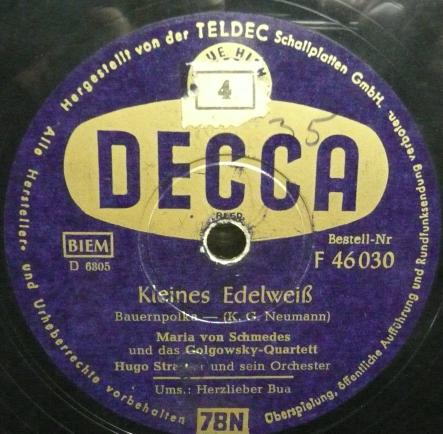 Hergestellt von der TELDEC Schallplatten GmbH.
Alle Hersteller- und Urheberrechte vorbehalten
Überspielung, öffentliche Aufführung und Rundfunksendung verboten.
4
35
DECCA
BIEM
D 6805
Bestell-Nr
F 46030
Kleines Edelweiß
Bauernpolka — (K. G. Neumann)
Maria von Schmedes
und das Golgowsky-Quartett
Hugo und sein Orchester
Ums.: Herzlieber Bua
78N